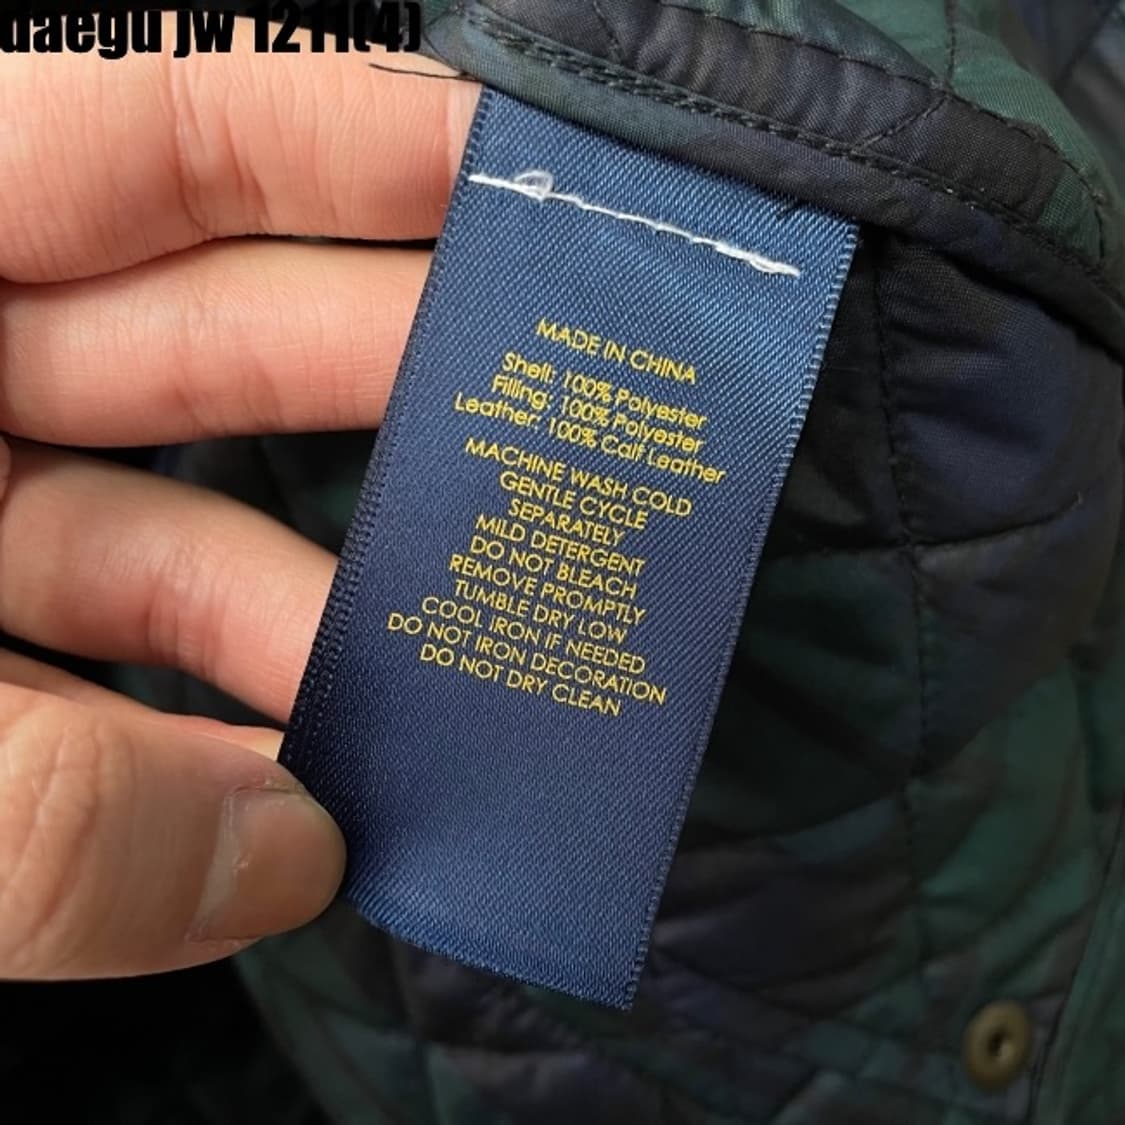 daegu jw 1211(4)
MADE IN CHINA
Shell: 100% Polyester
Filling: 100% Polyester
Leather: 100% Calf Leather
MACHINE WASH COLD
GENTLE CYCLE
SEPARATELY
MILD DETERGENT
DO NOT BLEACH
REMOVE PROMPTLY
TUMBLE DRY LOW
COOL IRON IF NEEDED
DO NOT IRON DECORATION
DO NOT DRY CLEAN